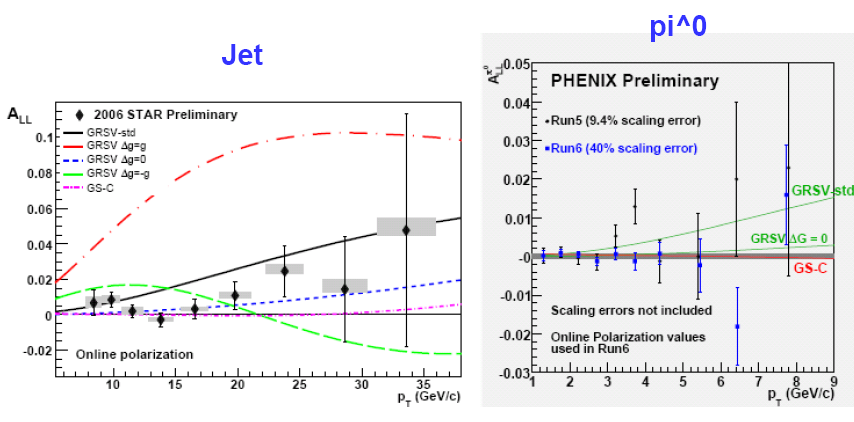 Jet
pi^0
A_LL
2006 STAR Preliminary
GRSV-std
GRSV Δg=g
GRSV Δg=0
GRSV Δg=-g
GS-C
0.1
0.08
0.06
0.04
0.02
0
-0.02
Online polarization
10 15 20 25 30 35
p_T (GeV/c)
A_LL^π^0
PHENIX Preliminary
Run5 (9.4% scaling error)
Run6 (40% scaling error)
0.05
0.04
0.03
0.02
0.01
-0
-0.01
-0.02
-0.03
GRSV-std
GRSV ΔG = 0
GS-C
Scaling errors not included
Online Polarization values
used in Run6
1 2 3 4 5 6 7 8 9
p_T (GeV/c)